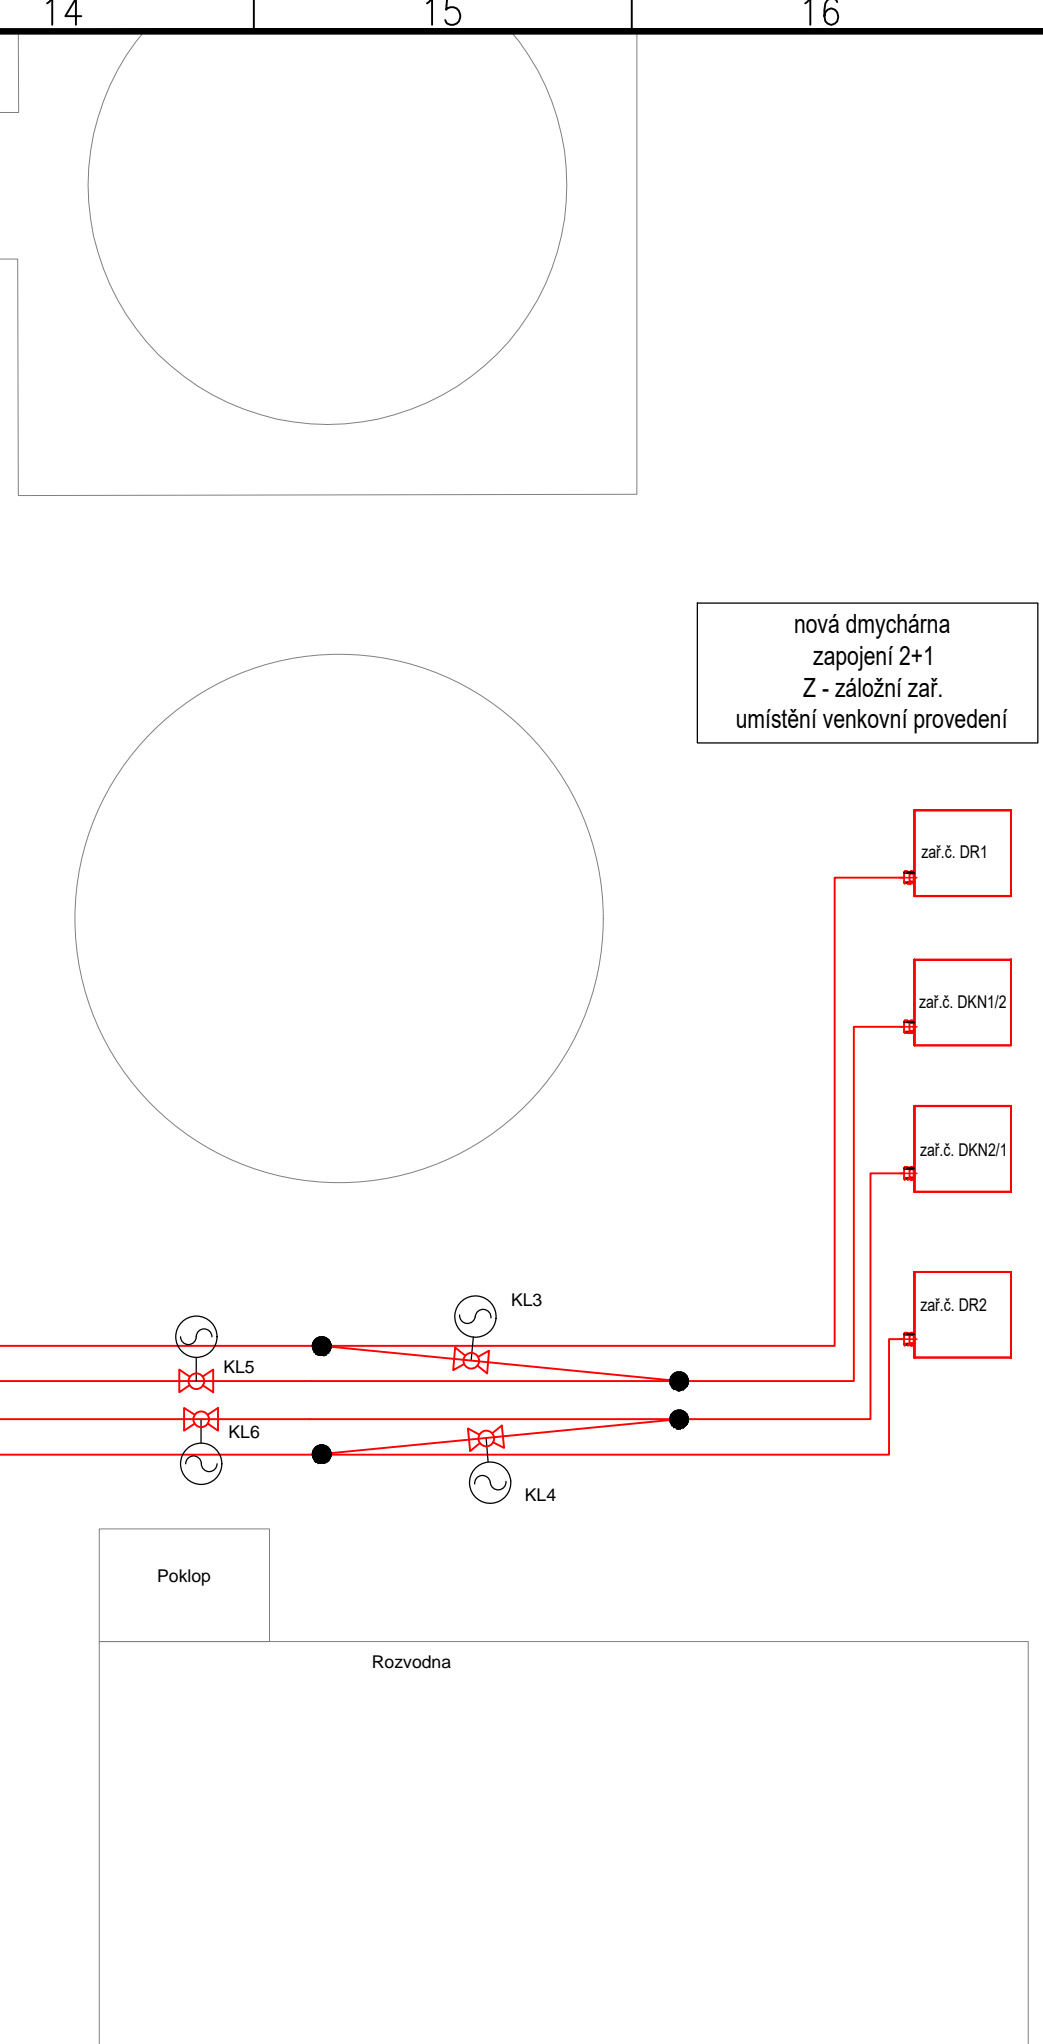 14
15
16
nová dmychárna
zapojení 2+1
Z - záložní zař.
umístění venkovní provedení
zař.č. DR1
zař.č. DKN1/2
zař.č. DKN2/1
zař.č. DR2
KL3
KL5
KL6
KL4
Poklop
Rozvodna